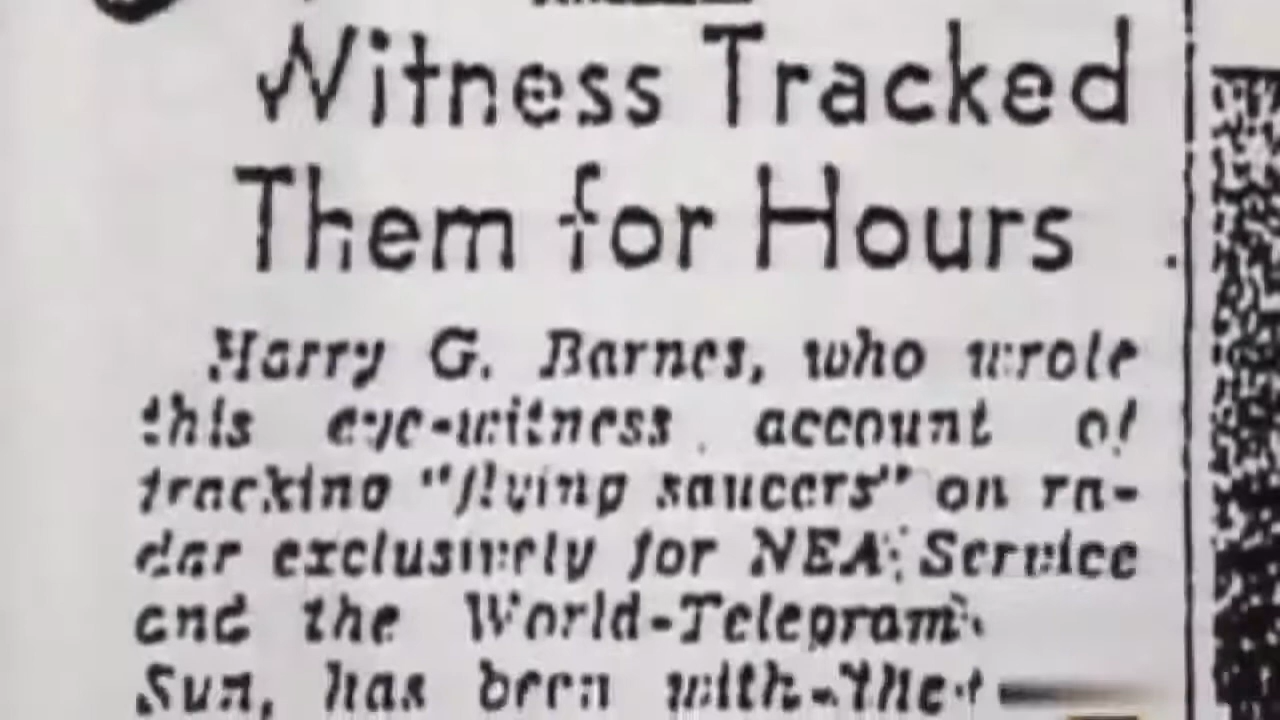 Witness Tracked
Them for Hours
Harry G. Barnes, who wrote
this eye-witness account of
tracking "flying saucers" on ra-
dar exclusively for NEA Service
and the World-Telegram
Sun, has been with the